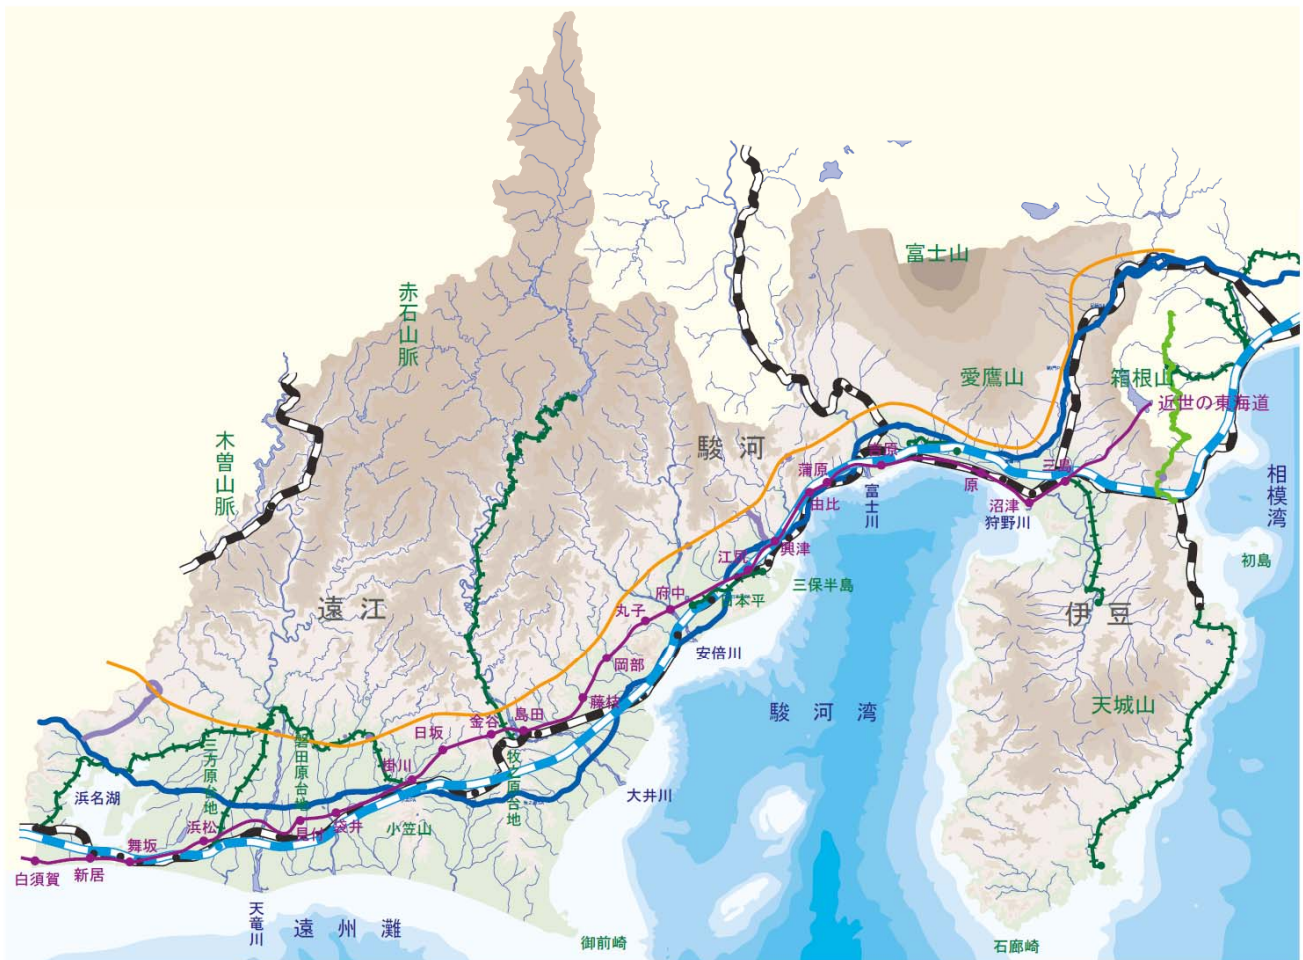 富士山
赤石山脈
愛鷹山
箱根山
近世の東海道
木曽山脈
駿河
蒲原
吉原
三島
原
由比
富士川
沼津
狩野川
相模湾
興津
江尻
初島
三保半島
日本平
府中
丸子
遠江
伊豆
安倍川
岡部
藤枝
天城山
駿河湾
島田
金谷
日坂
掛川
牧之原台地
磐田原台地
三方原台地
浜名湖
大井川
小笠山
袋井
見付
浜松
舞坂
新居
白須賀
天竜川
遠州灘
御前崎
石廊崎